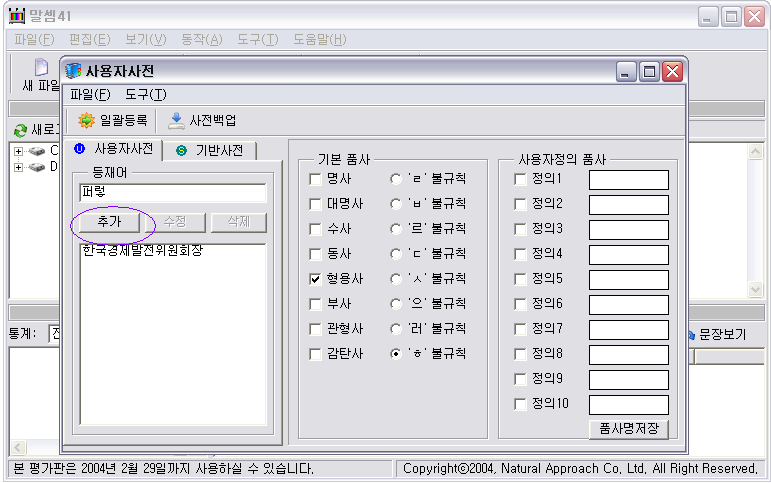 말셈41
파일(F) 편집(E) 보기(V) 동작(A) 도구(T) 도움말(H)
새 파일
사용자사전
파일(F) 도구(T)
일괄등록 사전백업
새로고
C
D
사용자사전 기반사전
등재어
퍼렇
추가 수정 삭제
한국경제발전위원회장
기본 품사
명사 'ㄹ' 불규칙
대명사 'ㅂ' 불규칙
수사 '르' 불규칙
동사 'ㄷ' 불규칙
형용사 'ㅅ' 불규칙
부사 '으' 불규칙
관형사 '러' 불규칙
감탄사 'ㅎ' 불규칙
사용자정의 품사
정의1
정의2
정의3
정의4
정의5
정의6
정의7
정의8
정의9
정의10
품사명저장
통계: 문장보기
본 평가판은 2004년 2월 29일까지 사용하실 수 있습니다. Copyright©2004, Natural Approach Co, Ltd, All Right Reserved,